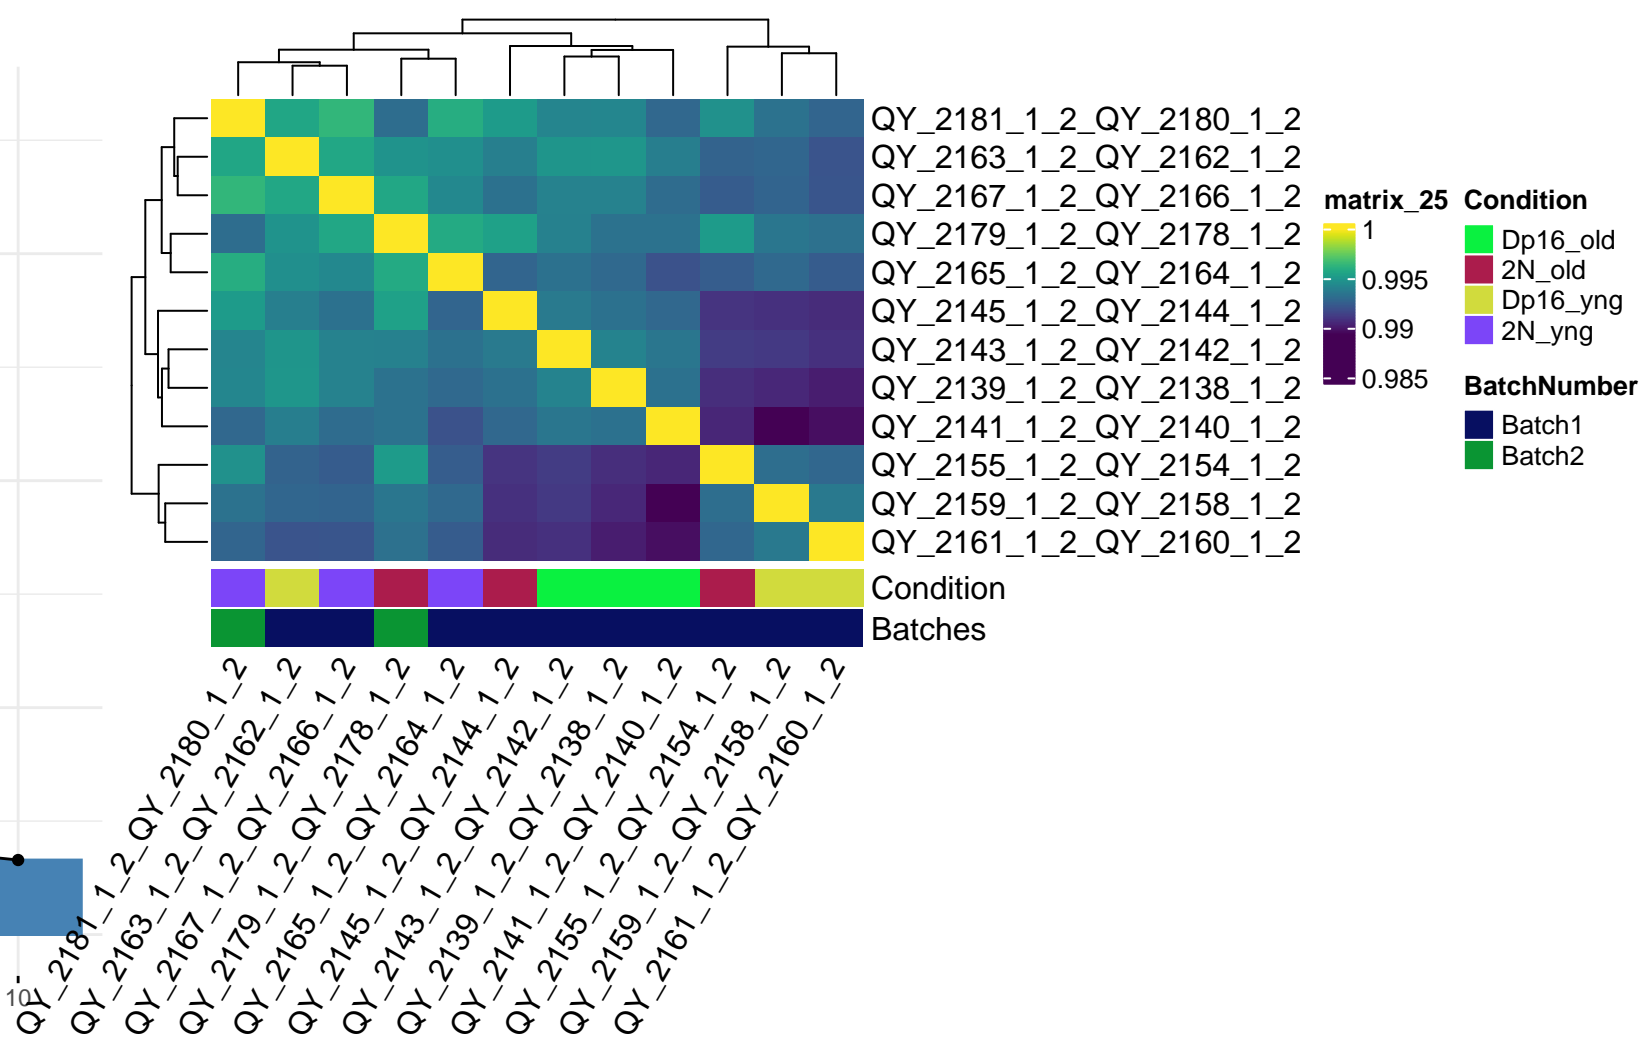 QY_2181_1_2_QY_2180_1_2
QY_2163_1_2_QY_2162_1_2
QY_2167_1_2_QY_2166_1_2
QY_2179_1_2_QY_2178_1_2
QY_2165_1_2_QY_2164_1_2
QY_2145_1_2_QY_2144_1_2
QY_2143_1_2_QY_2142_1_2
QY_2139_1_2_QY_2138_1_2
QY_2141_1_2_QY_2140_1_2
QY_2155_1_2_QY_2154_1_2
QY_2159_1_2_QY_2158_1_2
QY_2161_1_2_QY_2160_1_2
Condition
Batches
matrix_25
1
0.995
0.99
0.985
Condition
Dp16_old
2N_old
Dp16_yng
2N_yng
BatchNumber
Batch1
Batch2
QY_2181_1_2_QY_2180_1_2
QY_2163_1_2_QY_2162_1_2
QY_2167_1_2_QY_2166_1_2
QY_2179_1_2_QY_2178_1_2
QY_2165_1_2_QY_2164_1_2
QY_2145_1_2_QY_2144_1_2
QY_2143_1_2_QY_2142_1_2
QY_2139_1_2_QY_2138_1_2
QY_2141_1_2_QY_2140_1_2
QY_2155_1_2_QY_2154_1_2
QY_2159_1_2_QY_2158_1_2
QY_2161_1_2_QY_2160_1_2
10